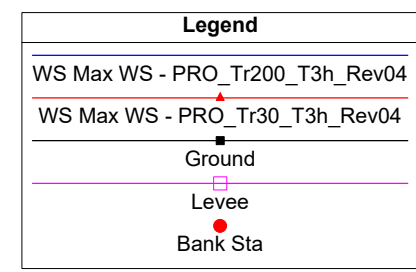 Legend
WS Max WS - PRO_Tr200_T3h_Rev04
WS Max WS - PRO_Tr30_T3h_Rev04
Ground
Levee
Bank Sta